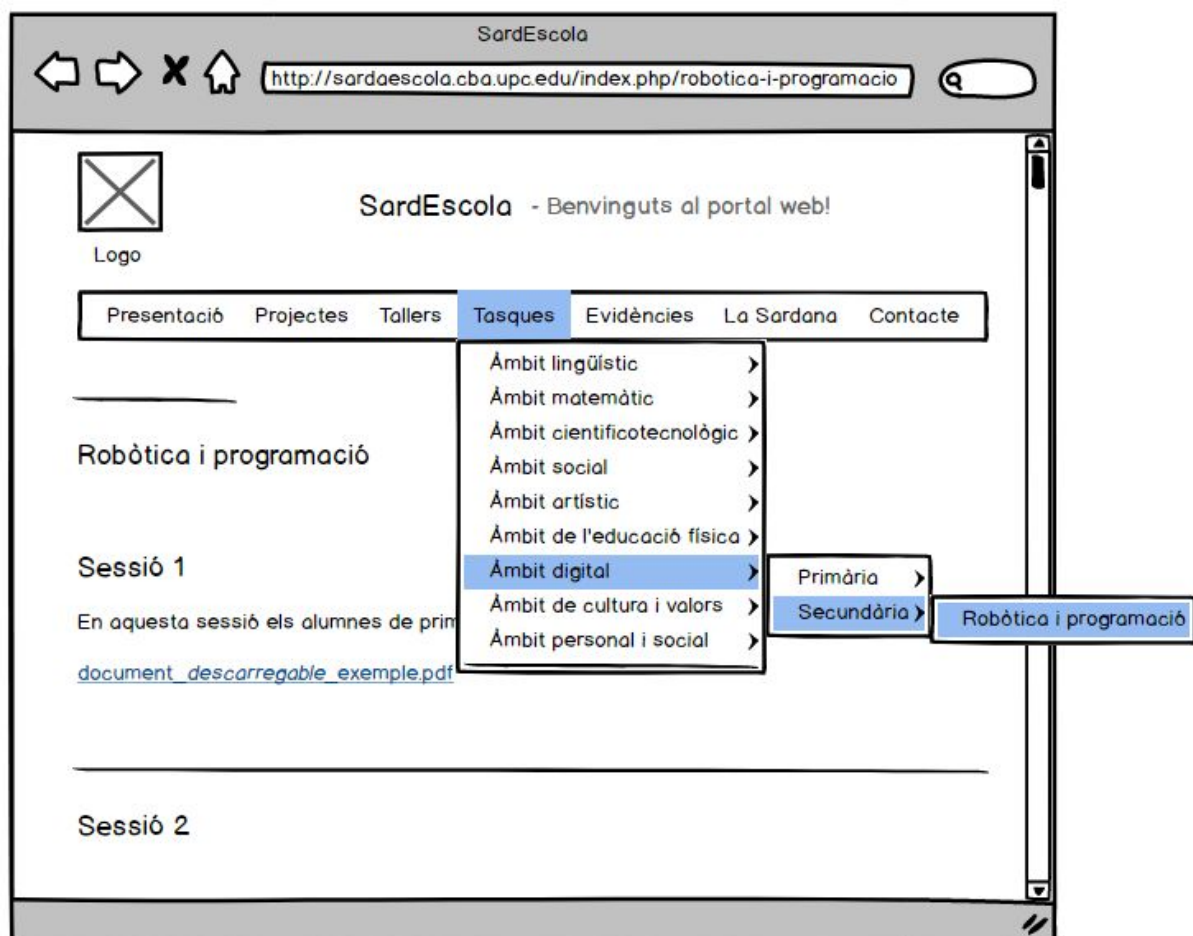 SardEscola
http://sardaescola.cba.upc.edu/index.php/robotica-i-programacio
SardEscola - Benvinguts al portal web!
Logo
Presentació Projectes Tallers Tasques Evidències La Sardana Contacte
Àmbit lingüístic
Àmbit matemàtic
Àmbit cientificotecnològic
Àmbit social
Àmbit artístic
Àmbit de l'educació física
Àmbit digital
Àmbit de cultura i valors
Àmbit personal i social
Primària
Secundària
Robòtica i programació
Robòtica i programació
Sessió 1
En aquesta sessió els alumnes de prim
document_descarregable_exemple.pdf
Sessió 2